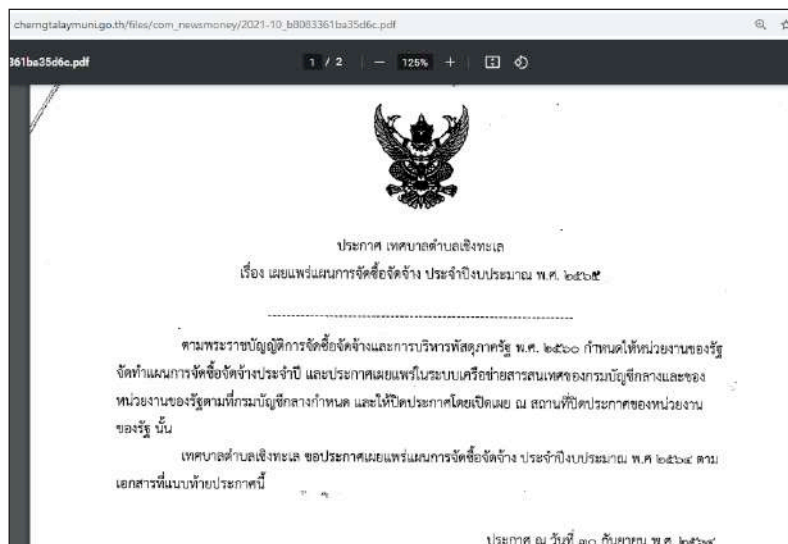 cherngtalaymuni.go.th/files/com_newsmoney/2021-10_b8083361ba35d6c.pdf
361ba35d6c.pdf 1 / 2 — 125% +
ประกาศ เทศบาลตำบลเชิงทะเล
เรื่อง เผยแพร่แผนการจัดซื้อจัดจ้าง ประจำปีงบประมาณ พ.ศ. ๒๕๖๕
ตามพระราชบัญญัติการจัดซื้อจัดจ้างและการบริหารพัสดุภาครัฐ พ.ศ. ๒๕๖๐ กำหนดให้หน่วยงานของรัฐ
จัดทำแผนการจัดซื้อจัดจ้างประจำปี และประกาศเผยแพร่ในระบบเครือข่ายสารสนเทศของกรมบัญชีกลางและของ
หน่วยงานของรัฐตามที่กรมบัญชีกลางกำหนด และให้ปิดประกาศโดยเปิดเผย ณ สถานที่ปิดประกาศของหน่วยงาน
ของรัฐ นั้น
เทศบาลตำบลเชิงทะเล ขอประกาศเผยแพร่แผนการจัดซื้อจัดจ้าง ประจำปีงบประมาณ พ.ศ ๒๕๖๔ ตาม
เอกสารที่แนบท้ายประกาศนี้
ประกาศ ณ วันที่ ๓๐ กันยายน พ.ศ. ๒๕๖๔